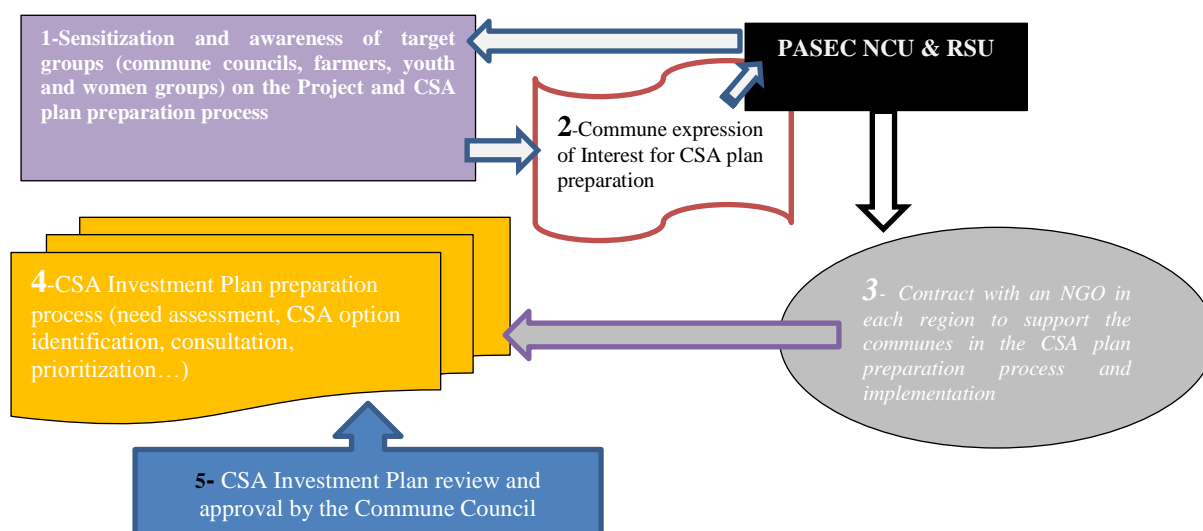 1-Sensitization and awareness of target
groups (commune councils, farmers, youth
and women groups) on the Project and CSA
plan preparation process
PASEC NCU & RSU
2-Commune expression
of Interest for CSA plan
preparation
3- Contract with an NGO in
each region to support the
communes in the CSA plan
preparation process and
implementation
4-CSA Investment Plan preparation
process (need assessment, CSA option
identification, consultation,
prioritization…)
5- CSA Investment Plan review and
approval by the Commune Council